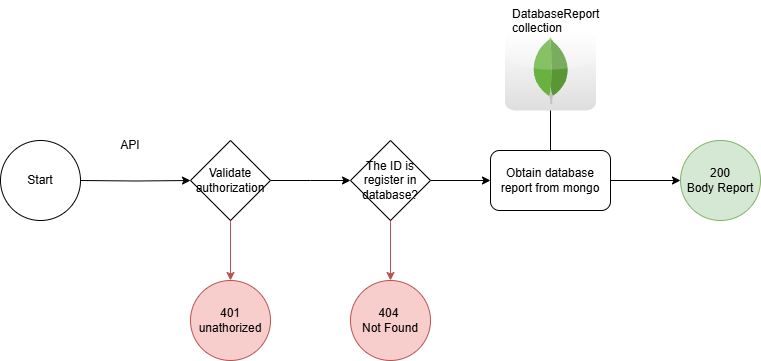 DatabaseReport
collection
API
Start
Validate
authorization
The ID is
register in
database?
Obtain database
report from mongo
200
Body Report
401
unathorized
404
Not Found